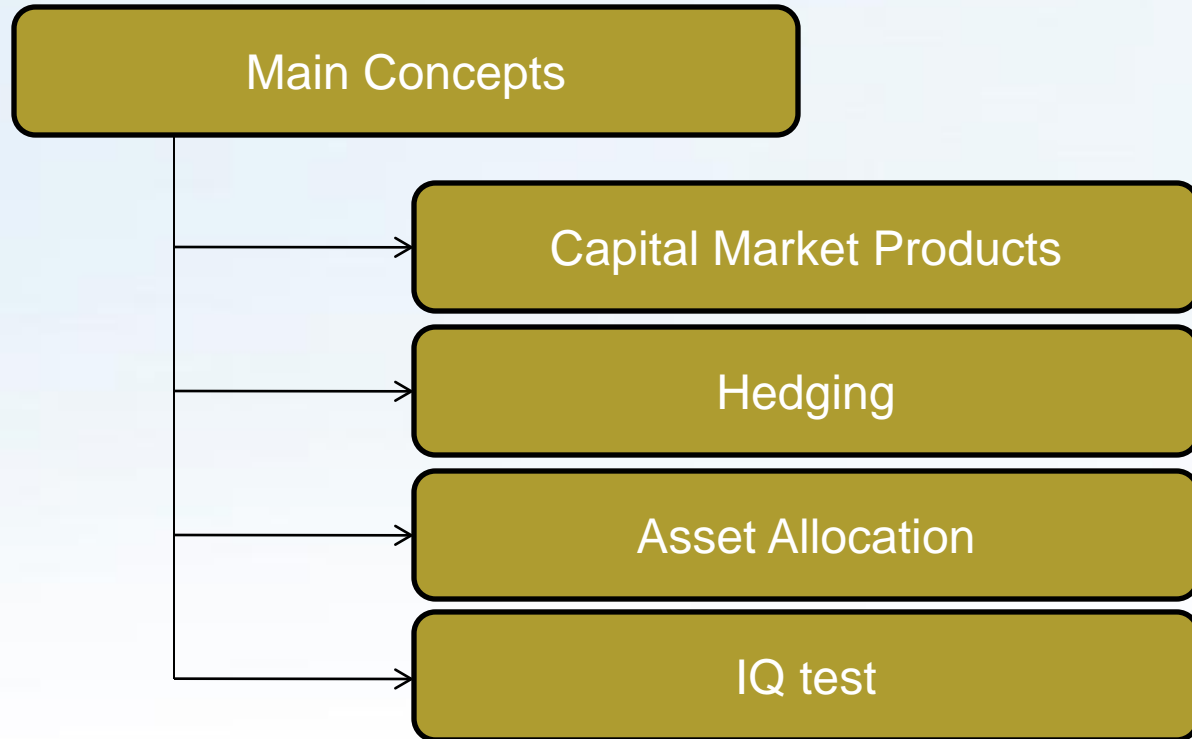 Main Concepts
Capital Market Products
Hedging
Asset Allocation
IQ test